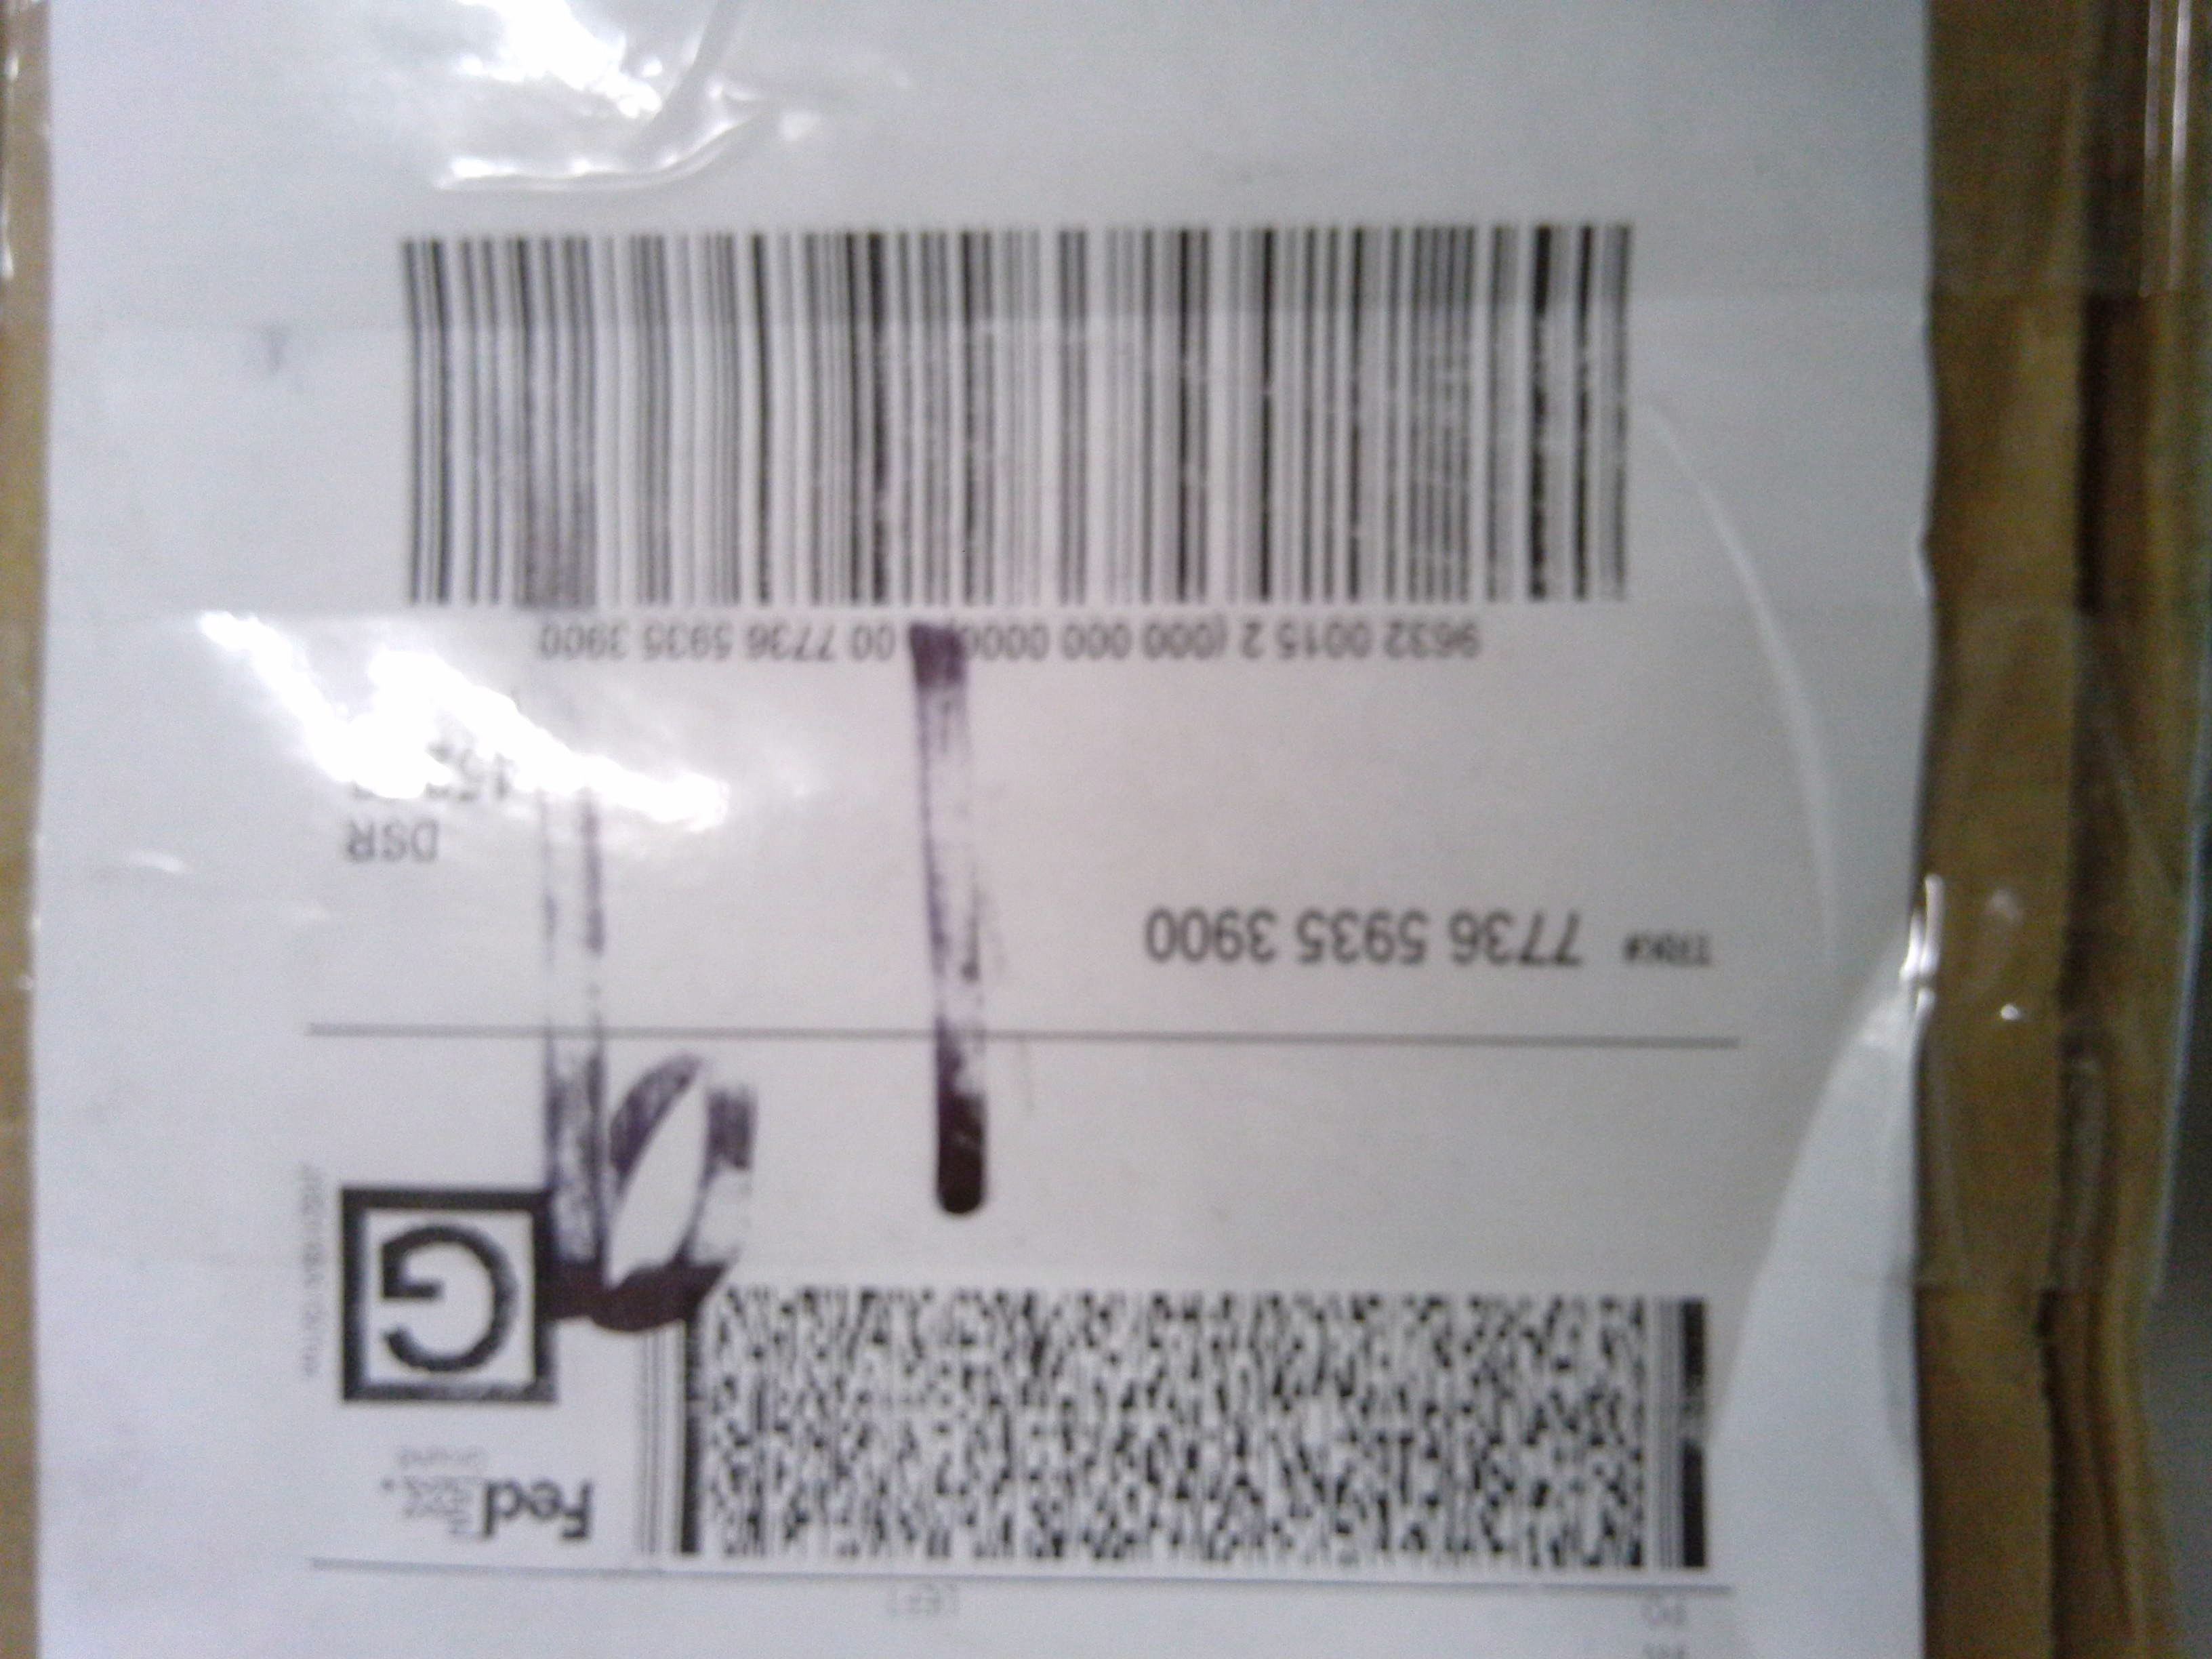 FedEx
Ground
G
TRK# 7736 5935 3900
DSR
9632 0015 2 (000 000 0000) 00 7736 5935 3900